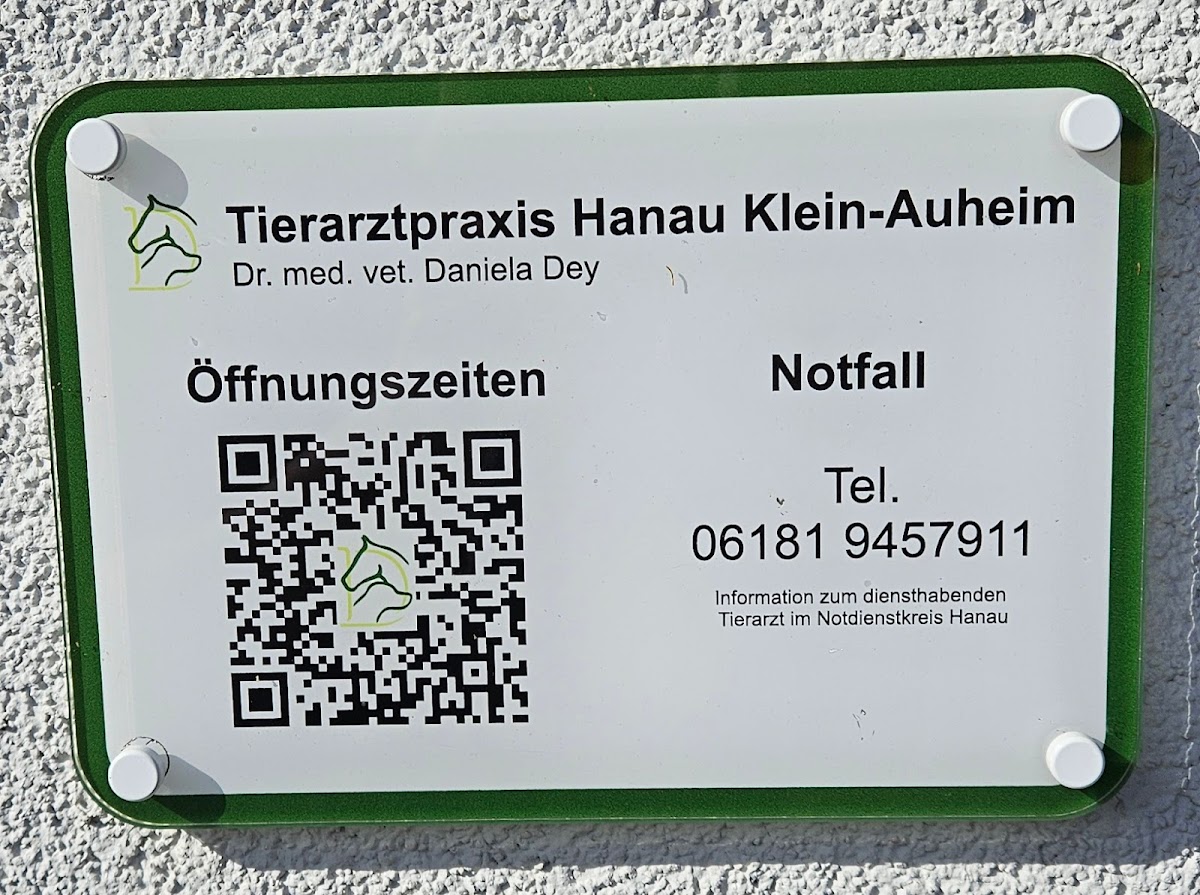 Tierarztpraxis Hanau Klein-Auheim
Dr. med. vet. Daniela Dey
Öffnungszeiten
Notfall
Tel.
06181 9457911
Information zum diensthabenden
Tierarzt im Notdienstkreis Hanau